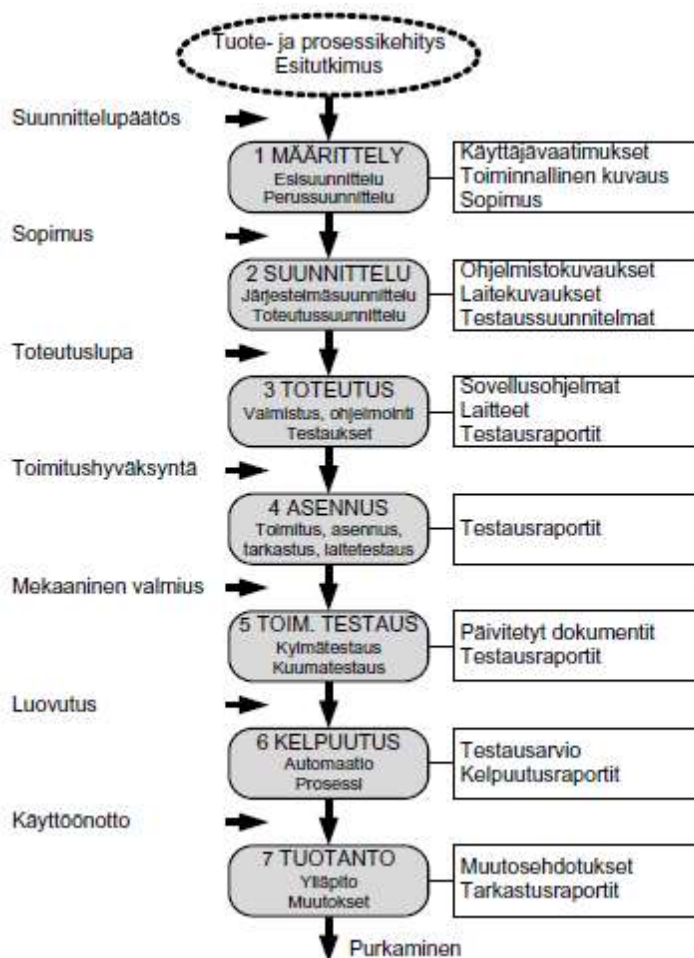 Tuote- ja prosessikehitys
Esitutkimus
Suunnittelupäätös
1 MÄÄRITTELY
Esisuunnittelu
Perussuunnittelu
Käyttäjävaatimukset
Toiminnallinen kuvaus
Sopimus
Sopimus
2 SUUNNITTELU
Järjestelmäsuunnittelu
Toteutussuunnittelu
Ohjelmistokuvaukset
Laitekuvaukset
Testaussuunnitelmat
Toteutuslupa
3 TOTEUTUS
Valmistus, ohjelmointi
Testaukset
Sovellusohjelmat
Laitteet
Testausraportit
Toimitushyväksyntä
4 ASENNUS
Toimitus, asennus,
tarkastus, laitetestaus
Testausraportit
Mekaaninen valmius
5 TOIM. TESTAUS
Kylmätestaus
Kuumatestaus
Päivitetyt dokumentit
Testausraportit
Luovutus
6 KELPUUTUS
Automaatio
Prosessi
Testausarvio
Kelpuutusraportit
Käyttöönotto
7 TUOTANTO
Ylläpito
Muutokset
Muutosehdotukset
Tarkastusraportit
Purkaminen